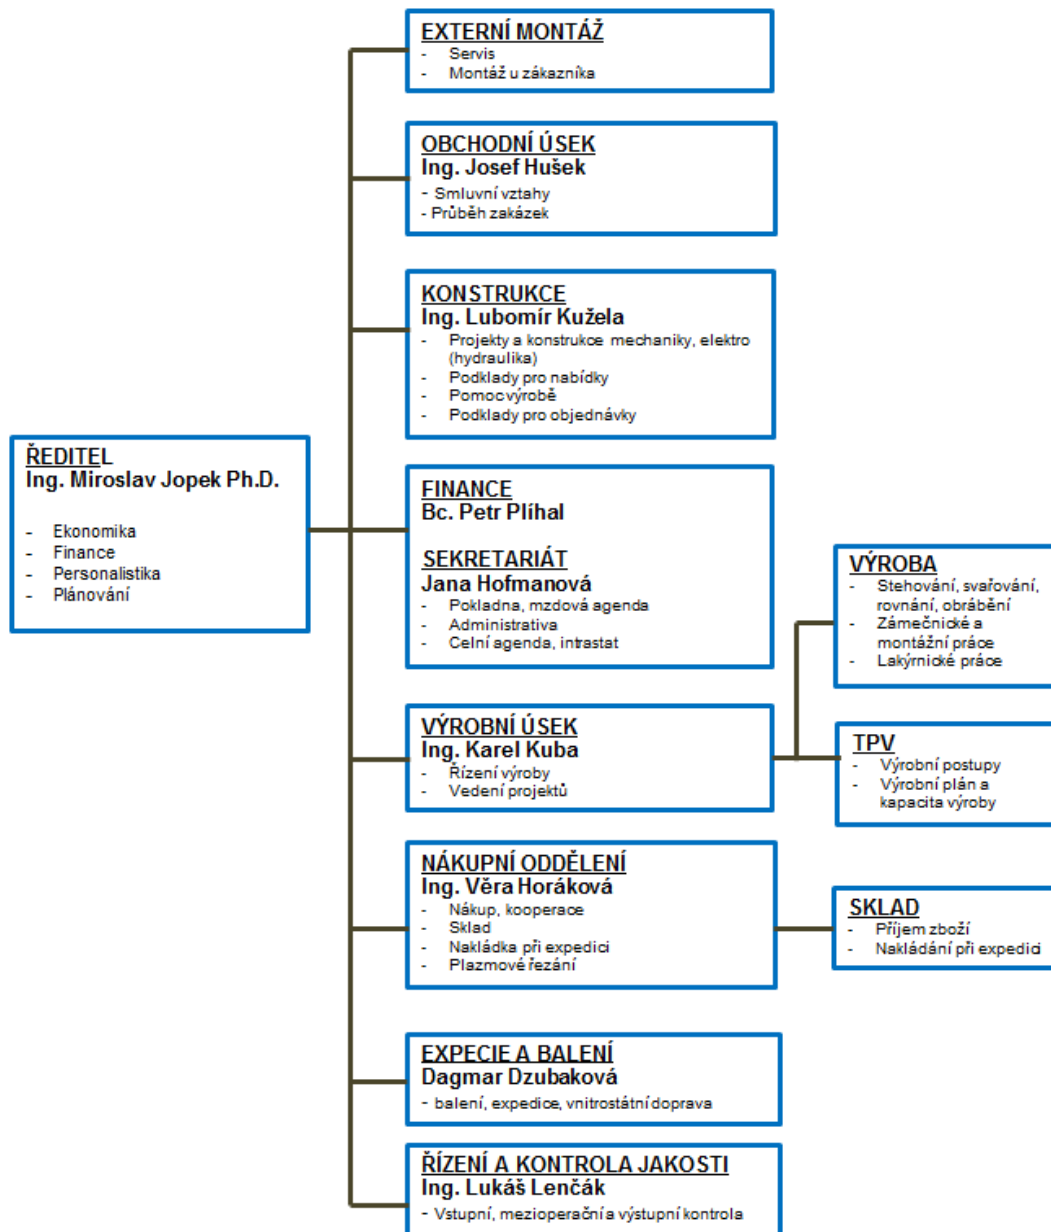 EXTERNÍ MONTÁŽ
- Servis
- Montáž u zákazníka
OBCHODNÍ ÚSEK
Ing. Josef Hušek
- Smluvní vztahy
- Průběh zakázek
KONSTRUKCE
Ing. Lubomír Kužela
- Projekty a konstrukce mechaniky, elektro
(hydraulika)
- Podklady pro nabídky
- Pomoc výrobě
- Podklady pro objednávky
ŘEDITEL
Ing. Miroslav Jopek Ph.D.
- Ekonomika
- Finance
- Personalistika
- Plánování
FINANCE
Bc. Petr Plíhal
SEKRETARIÁT
Jana Hofmanová
- Pokladna, mzdová agenda
- Administrativa
- Celní agenda, intrastat
VÝROBA
- Stehování, svařování,
rovnání, obrábění
- Zámečnické a
montážní práce
- Lakýrnické práce
VÝROBNÍ ÚSEK
Ing. Karel Kuba
- Řízení výroby
- Vedení projektů
TPV
- Výrobní postupy
- Výrobní plán a
kapacita výroby
NÁKUPNÍ ODDĚLENÍ
Ing. Věra Horáková
- Nákup, kooperace
- Sklad
- Nakládka při expedici
- Plazmové řezání
SKLAD
- Příjem zboží
- Nakládání při expedici
EXPECIE A BALENÍ
Dagmar Dzubaková
- balení, expedice, vnitrostátní doprava
ŘÍZENÍ A KONTROLA JAKOSTI
Ing. Lukáš Lenčák
- Vstupní, mezioperační a výstupní kontrola